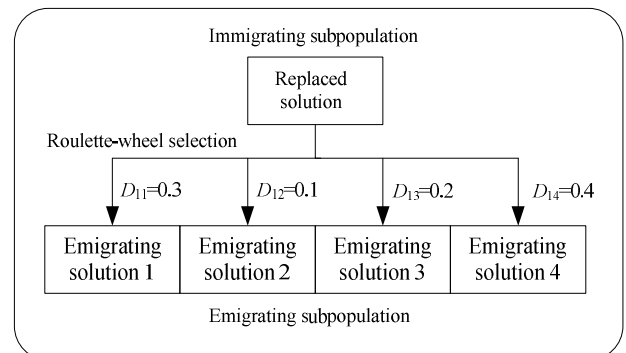 Immigrating subpopulation
Replaced
solution
Roulette-wheel selection
D11=0.3
D12=0.1
D13=0.2
D14=0.4
Emigrating
solution 1
Emigrating
solution 2
Emigrating
solution 3
Emigrating
solution 4
Emigrating subpopulation